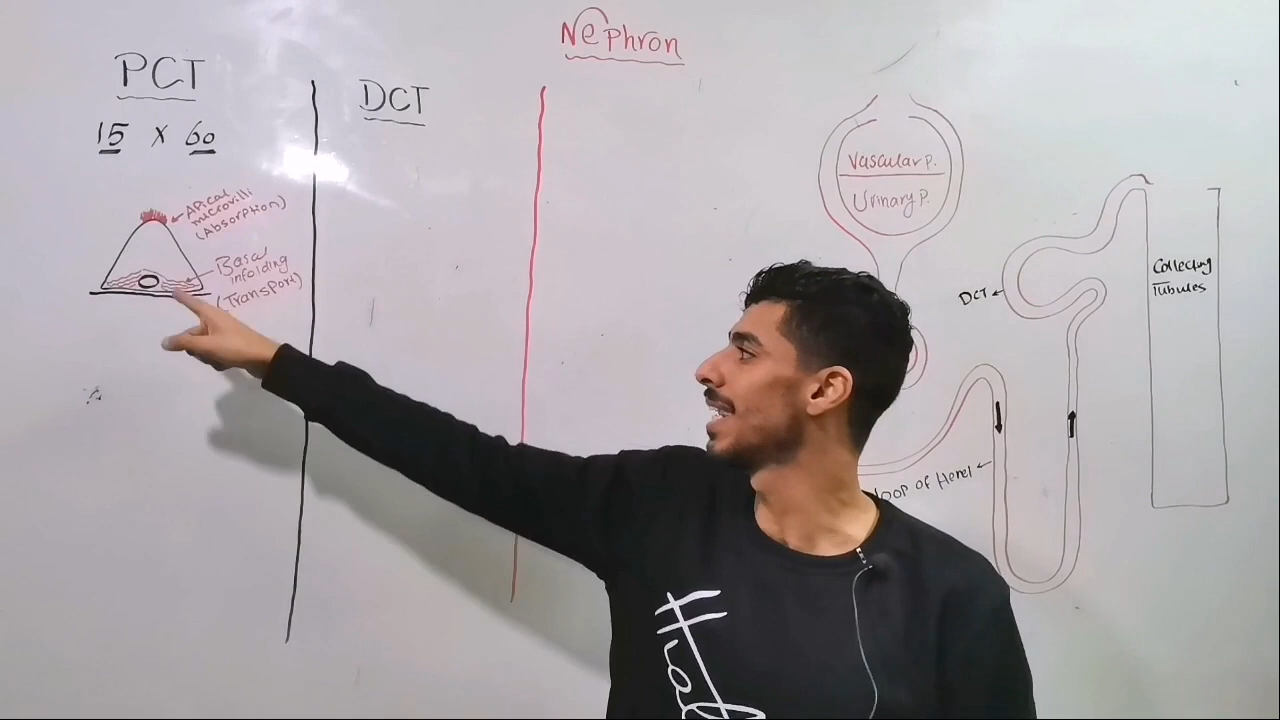 Nephron
PCT
15 x 60
Apical
microvilli
(Absorption)
Basal
infolding
(Transport)
DCT
Vascular P.
Urinary P.
DCT
Collecting
Tubules
loop of Henel